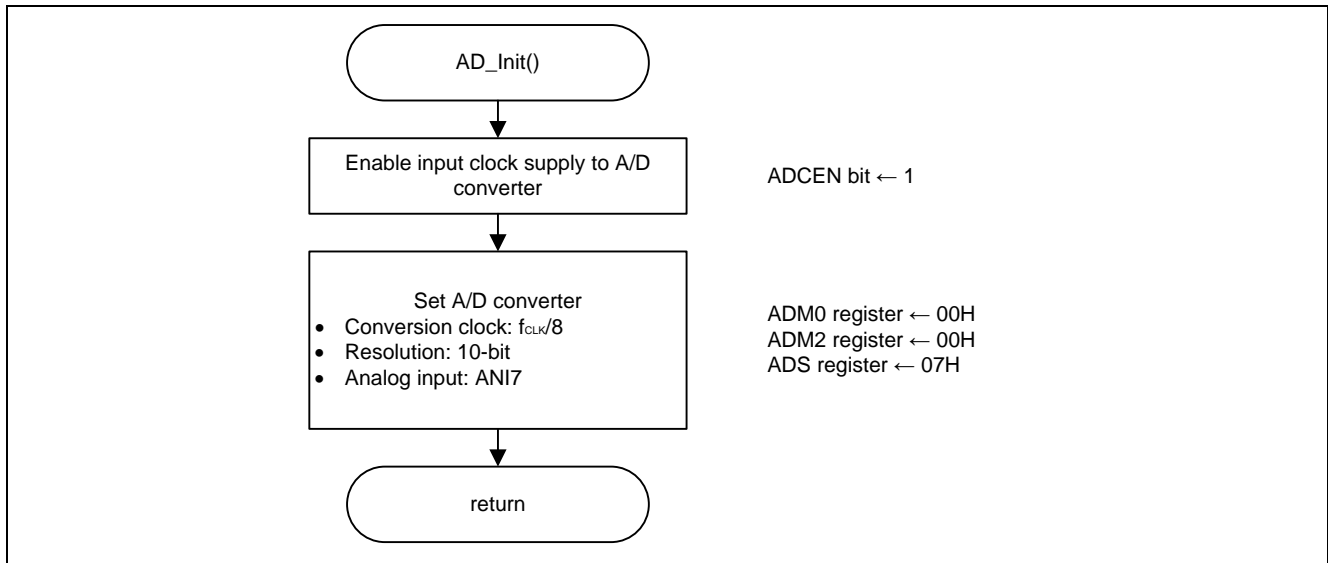 AD_Init()
Enable input clock supply to A/D
converter
ADCEN bit ← 1
Set A/D converter
• Conversion clock: fCLK/8
• Resolution: 10-bit
• Analog input: ANI7
ADM0 register ← 00H
ADM2 register ← 00H
ADS register ← 07H
return